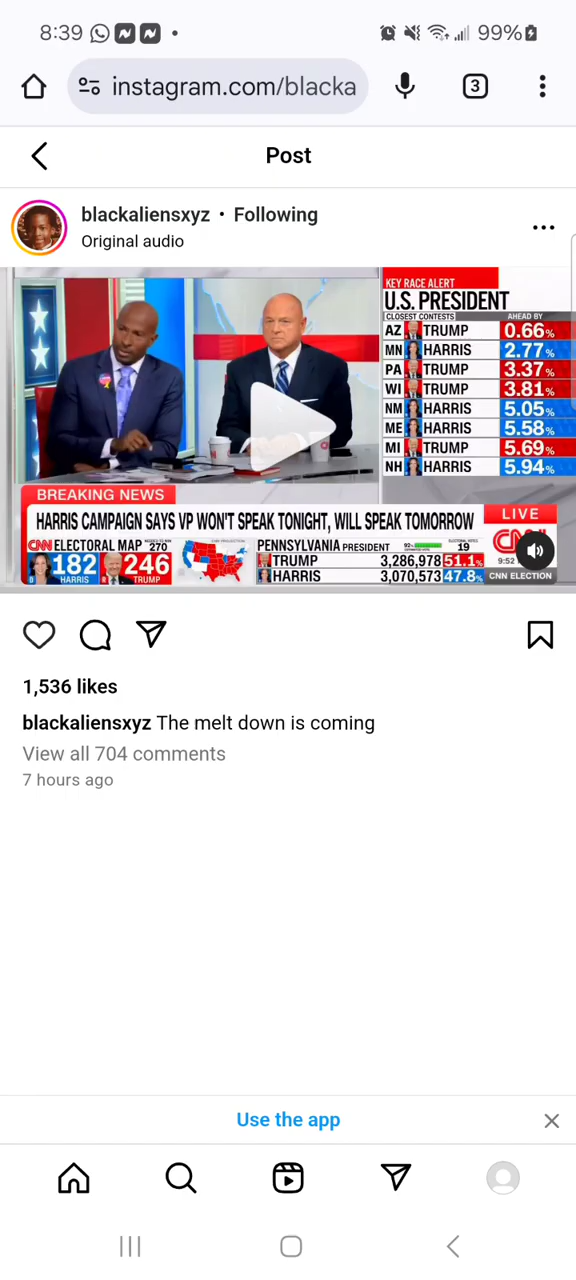 8:39
99%
instagram.com/blacka
3
Post
blackaliensxyz • Following
Original audio
KEY RACE ALERT
U.S. PRESIDENT
CLOSEST CONTESTS AHEAD BY
AZ TRUMP 0.66%
MN HARRIS 2.77%
PA TRUMP 3.37%
WI TRUMP 3.81%
NM HARRIS 5.05%
ME HARRIS 5.58%
MI TRUMP 5.69%
NH HARRIS 5.94%
BREAKING NEWS
HARRIS CAMPAIGN SAYS VP WON'T SPEAK TONIGHT, WILL SPEAK TOMORROW
LIVE
CNN ELECTORAL MAP 270
182 HARRIS
246 TRUMP
PENNSYLVANIA PRESIDENT 19
TRUMP 3,286,978 51.1%
HARRIS 3,070,573 47.8%
9:52
CNN ELECTION
1,536 likes
blackaliensxyz The melt down is coming
View all 704 comments
7 hours ago
Use the app